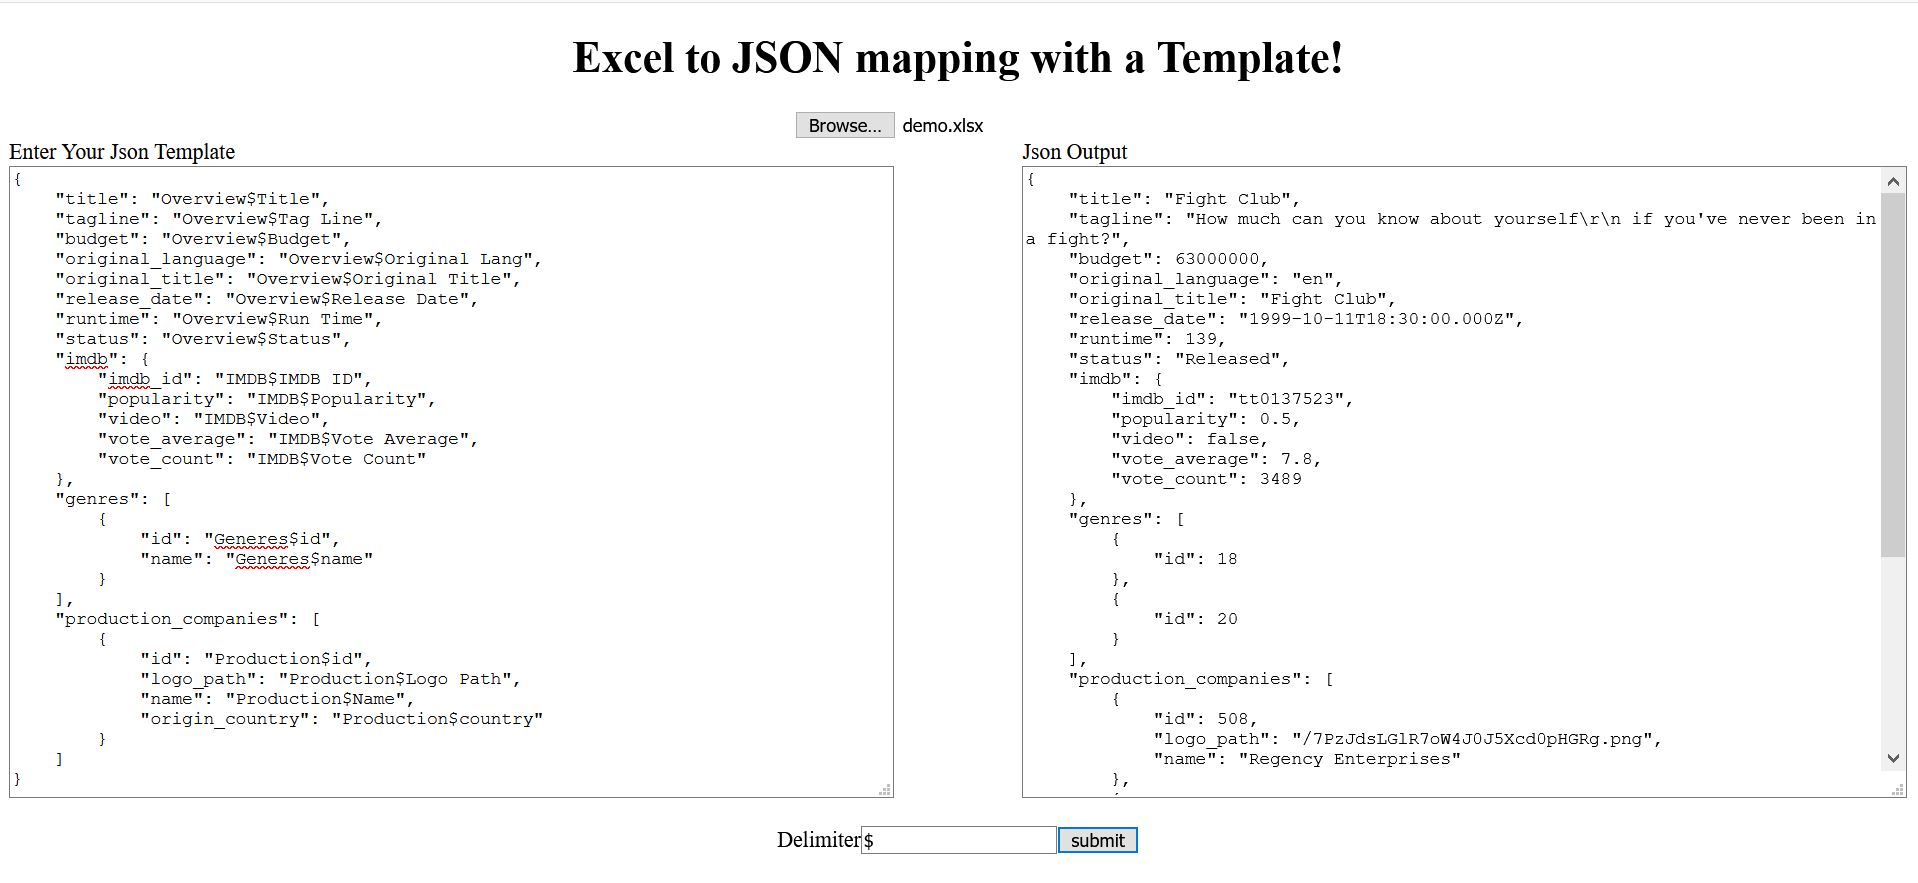 Excel to JSON mapping with a Template!
Browse... demo.xlsx
Enter Your Json Template
{
    "title": "Overview$Title",
    "tagline": "Overview$Tag Line",
    "budget": "Overview$Budget",
    "original_language": "Overview$Original Lang",
    "original_title": "Overview$Original Title",
    "release_date": "Overview$Release Date",
    "runtime": "Overview$Run Time",
    "status": "Overview$Status",
    "imdb": {
        "imdb_id": "IMDB$IMDB ID",
        "popularity": "IMDB$Popularity",
        "video": "IMDB$Video",
        "vote_average": "IMDB$Vote Average",
        "vote_count": "IMDB$Vote Count"
    },
    "genres": [
        {
            "id": "Generes$id",
            "name": "Generes$name"
        }
    ],
    "production_companies": [
        {
            "id": "Production$id",
            "logo_path": "Production$Logo Path",
            "name": "Production$Name",
            "origin_country": "Production$country"
        }
    ]
}
Json Output
{
    "title": "Fight Club",
    "tagline": "How much can you know about yourself\r\n if you've never been in
a fight?",
    "budget": 63000000,
    "original_language": "en",
    "original_title": "Fight Club",
    "release_date": "1999-10-11T18:30:00.000Z",
    "runtime": 139,
    "status": "Released",
    "imdb": {
        "imdb_id": "tt0137523",
        "popularity": 0.5,
        "video": false,
        "vote_average": 7.8,
        "vote_count": 3489
    },
    "genres": [
        {
            "id": 18
        },
        {
            "id": 20
        }
    ],
    "production_companies": [
        {
            "id": 508,
            "logo_path": "/7PzJdsLGlR7oW4J0J5Xcd0pHGRg.png",
            "name": "Regency Enterprises"
        },
Delimiter $ submit